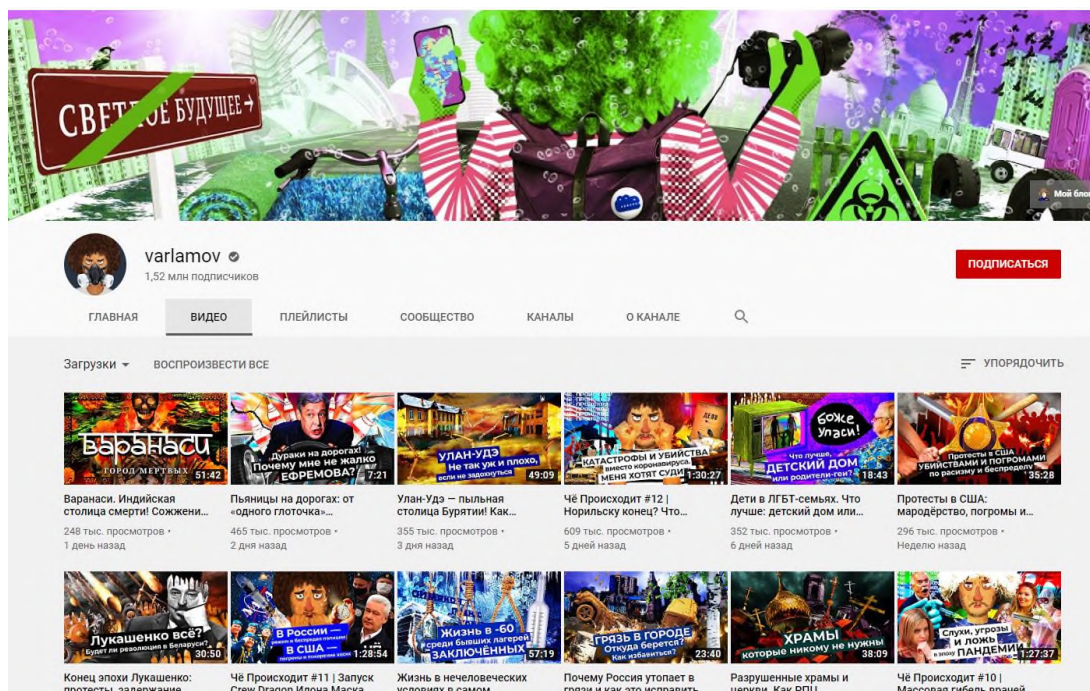 СВЕТЛОЕ БУДУЩЕЕ→
Мой бло
varlamov
1,52 млн подписчиков
ПОДПИСАТЬСЯ
ГЛАВНАЯ ВИДЕО ПЛЕЙЛИСТЫ СООБЩЕСТВО КАНАЛЫ О КАНАЛЕ
Загрузки ВОСПРОИЗВЕСТИ ВСЕ УПОРЯДОЧИТЬ
Варанаси
ГОРОД МЕРТВЫХ
51:42
Варанаси. Индийская
столица смерти! Сожжени...
248 тыс. просмотров •
1 день назад
Дураки на дорогах!
Почему мне не жалко
ЕФРЕМОВА?
7:21
Пьяницы на дорогах: от
«одного глоточка»...
465 тыс. просмотров •
2 дня назад
УЛАН-УДЭ
Не так уж и плохо,
если не задохнуться
49:09
Улан-Удэ — пыльная
столица Бурятии! Как...
355 тыс. просмотров •
3 дня назад
ДЕЛО
КАТАСТРОФЫ И УБИЙСТВА
вместо коронавируса.
МЕНЯ ХОТЯТ СУДИТЬ
1:30:27
Чё Происходит #12 |
Норильску конец? Что...
609 тыс. просмотров •
5 дней назад
Боже
Упаси!
Что лучше,
ДЕТСКИЙ ДОМ
или родители-геи?
18:43
Дети в ЛГБТ-семьях. Что
лучше: детский дом или...
352 тыс. просмотров •
6 дней назад
Протесты в США
УБИЙСТВАМИ И ПОГРОМАМИ
по расизму и беспределу
35:28
Протесты в США:
мародёрство, погромы и...
296 тыс. просмотров •
Неделю назад
Лукашенко всё?
Будет ли революция в Беларуси?
30:50
Конец эпохи Лукашенко:
протесты, задержание
В РОССИИ —
В США —
1:28:54
Чё Происходит #11 | Запуск
Crew Dragon Илона Маска
Жизнь в -60
среди бывших лагерей
ЗАКЛЮЧЁННЫХ
57:19
Жизнь в нечеловеческих
условиях в самом
ГРЯЗЬ В ГОРОДЕ
Откуда берется?
Как избавиться?
23:40
Почему Россия утопает в
грязи и как это исправить
ХРАМЫ
которые никому не нужны
38:09
Разрушенные храмы и
церкви. Как РПЦ
Слухи, угрозы
и ложь
в эпоху ПАНДЕМИИ
1:27:37
Чё Происходит #10 |
Массовая гибель врачей